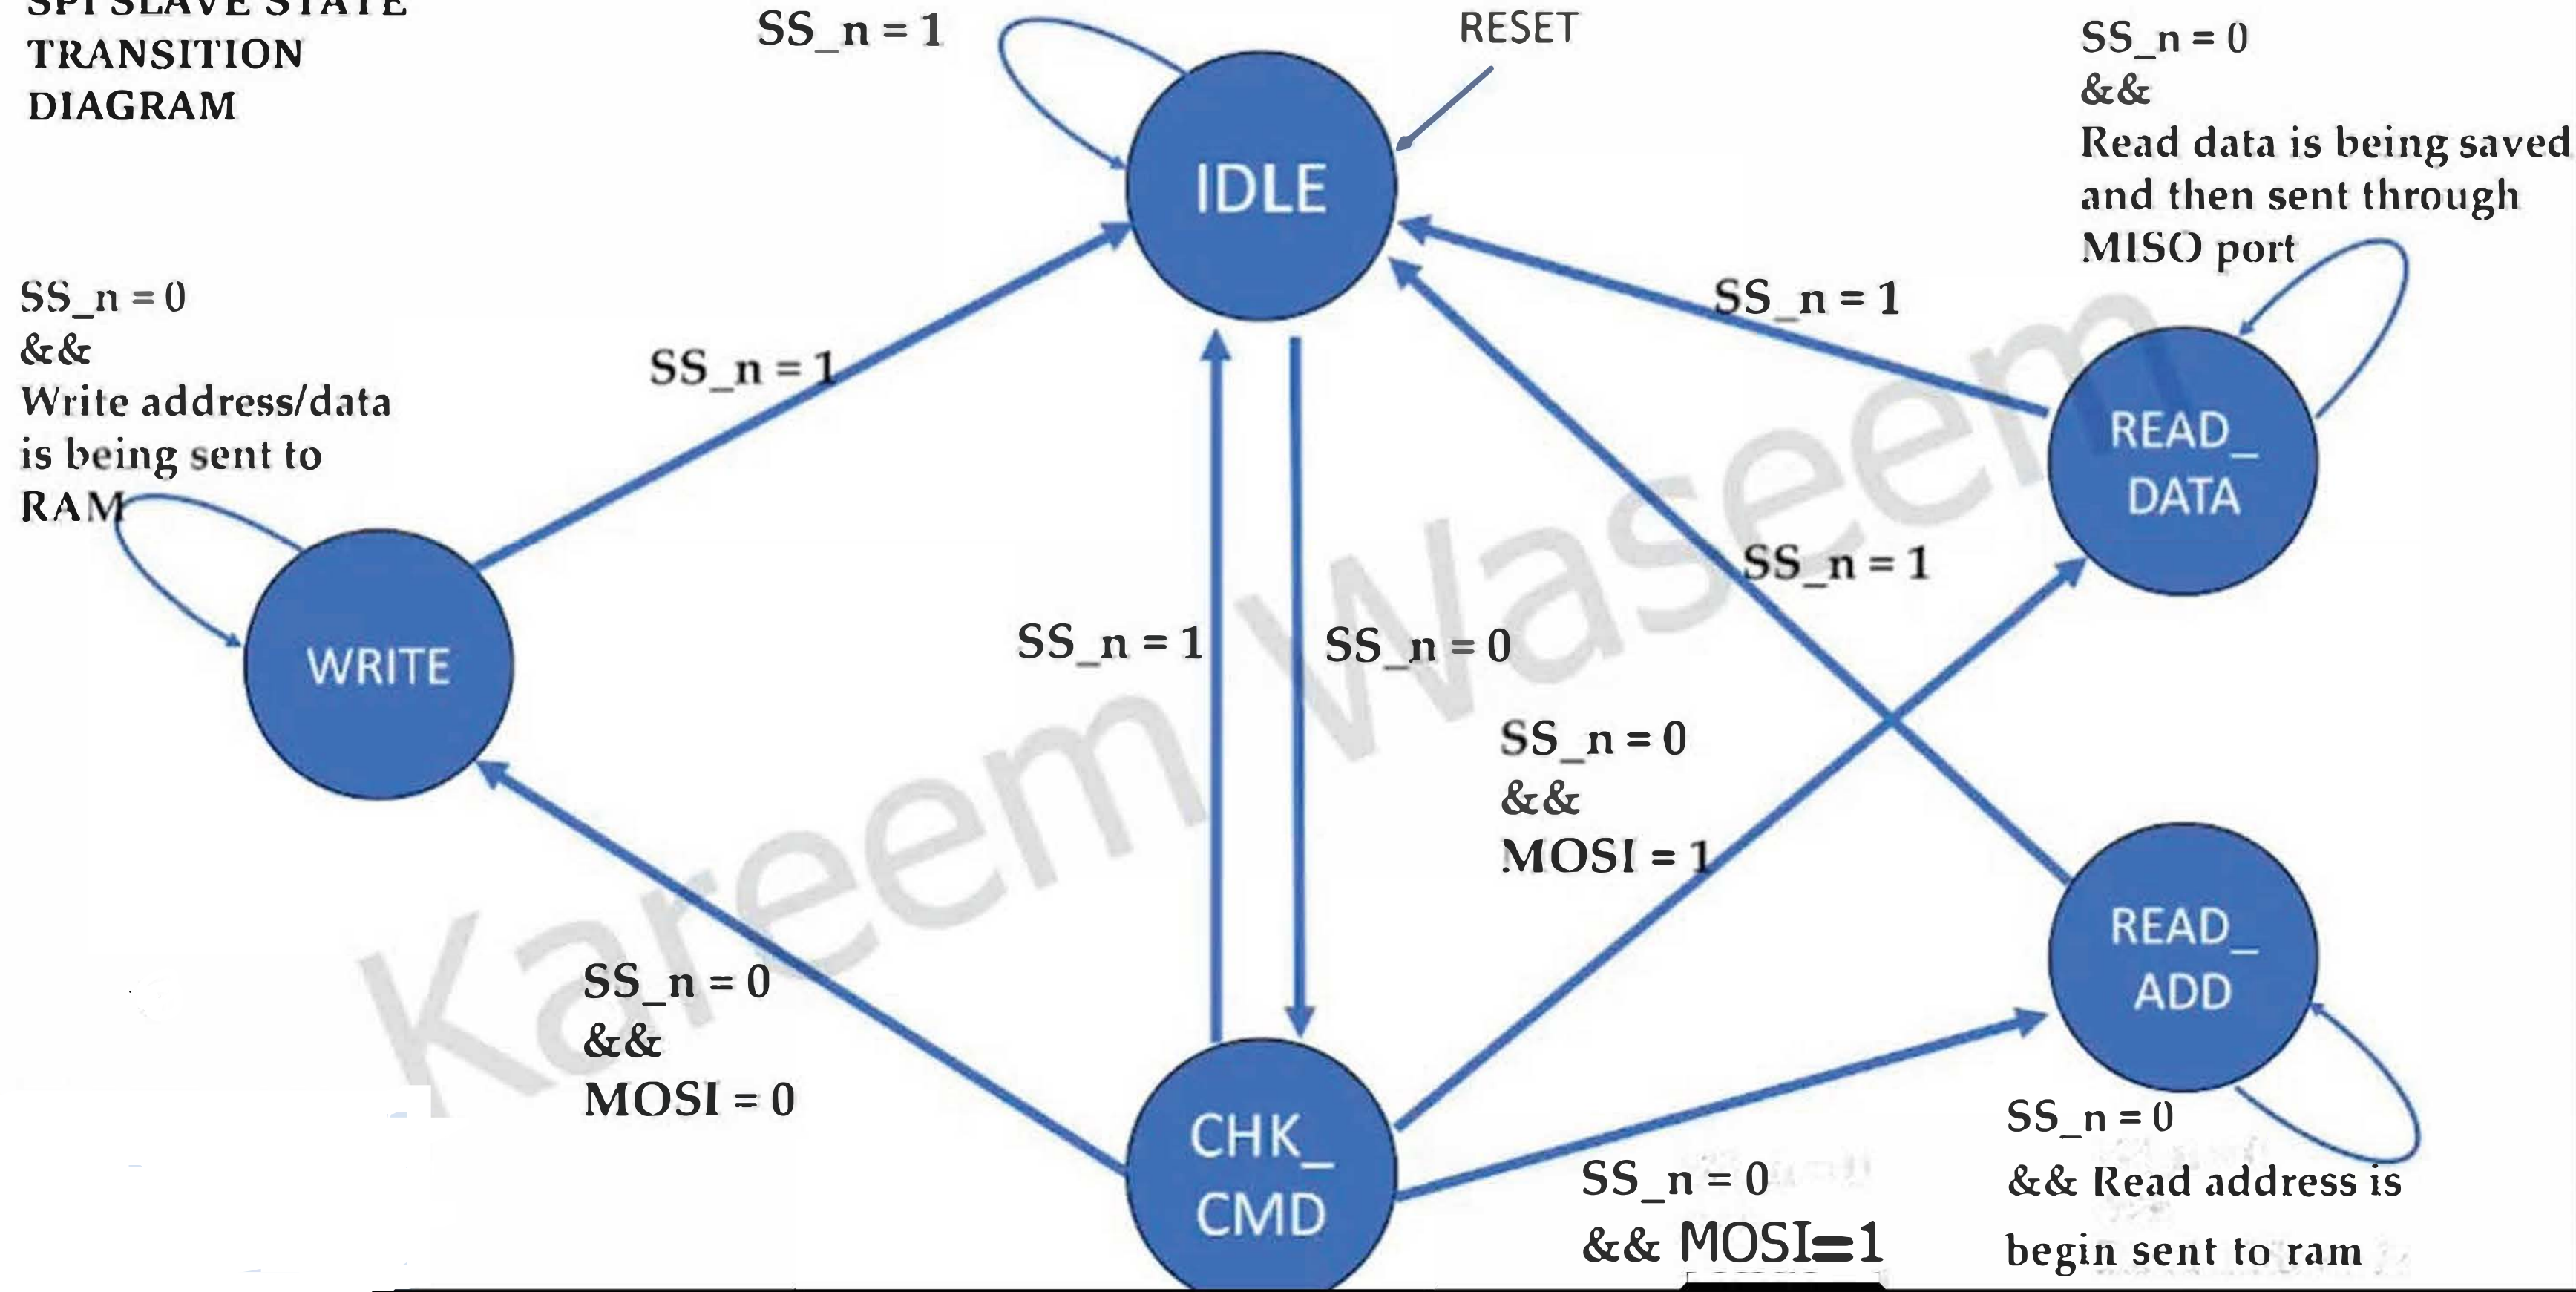 SPI SLAVE STATE
TRANSITION
DIAGRAM
SS_n = 1
RESET
IDLE
SS_n = 0
&&
Read data is being saved
and then sent through
MISO port
SS_n = 1
READ_
DATA
SS_n = 0
&&
Write address/data
is being sent to
RAM
SS_n = 1
WRITE
SS_n = 1
SS_n = 0
SS_n = 1
SS_n = 0
&&
MOSI = 1
READ_
ADD
SS_n = 0
&&
MOSI = 0
CHK_
CMD
SS_n = 0
&& MOSI=1
SS_n = 0
&& Read address is
begin sent to ram
Kareem Waseem